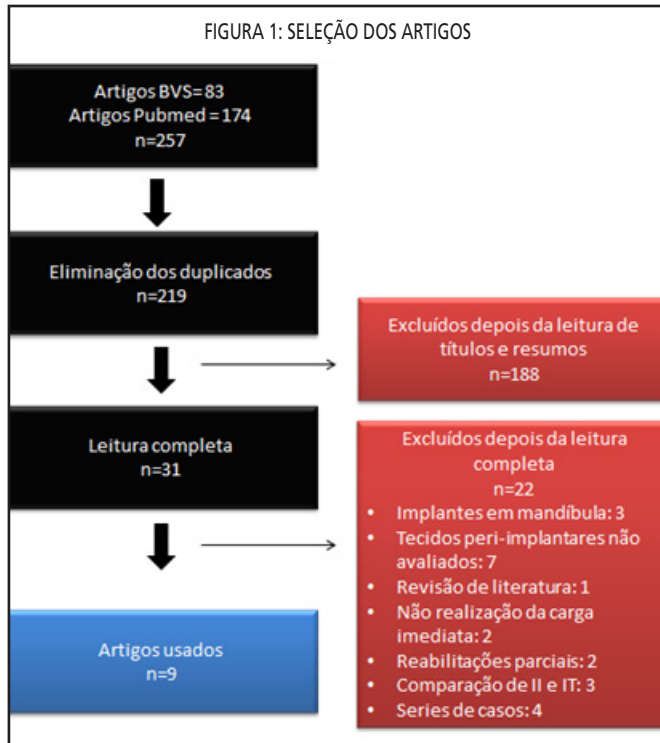 FIGURA 1: SELEÇÃO DOS ARTIGOS
Artigos BVS= 83
Artigos Pubmed = 174
n=257
Eliminação dos duplicados
n=219
Excluídos depois da leitura de
títulos e resumos
n=188
Leitura completa
n=31
Excluídos depois da leitura
completa
n=22
• Implantes em mandíbula: 3
• Tecidos peri-implantares não
avaliados: 7
• Revisão de literatura: 1
• Não realização da carga
imediata: 2
• Reabilitações parciais: 2
• Comparação de II e IT: 3
• Series de casos: 4
Artigos usados
n=9